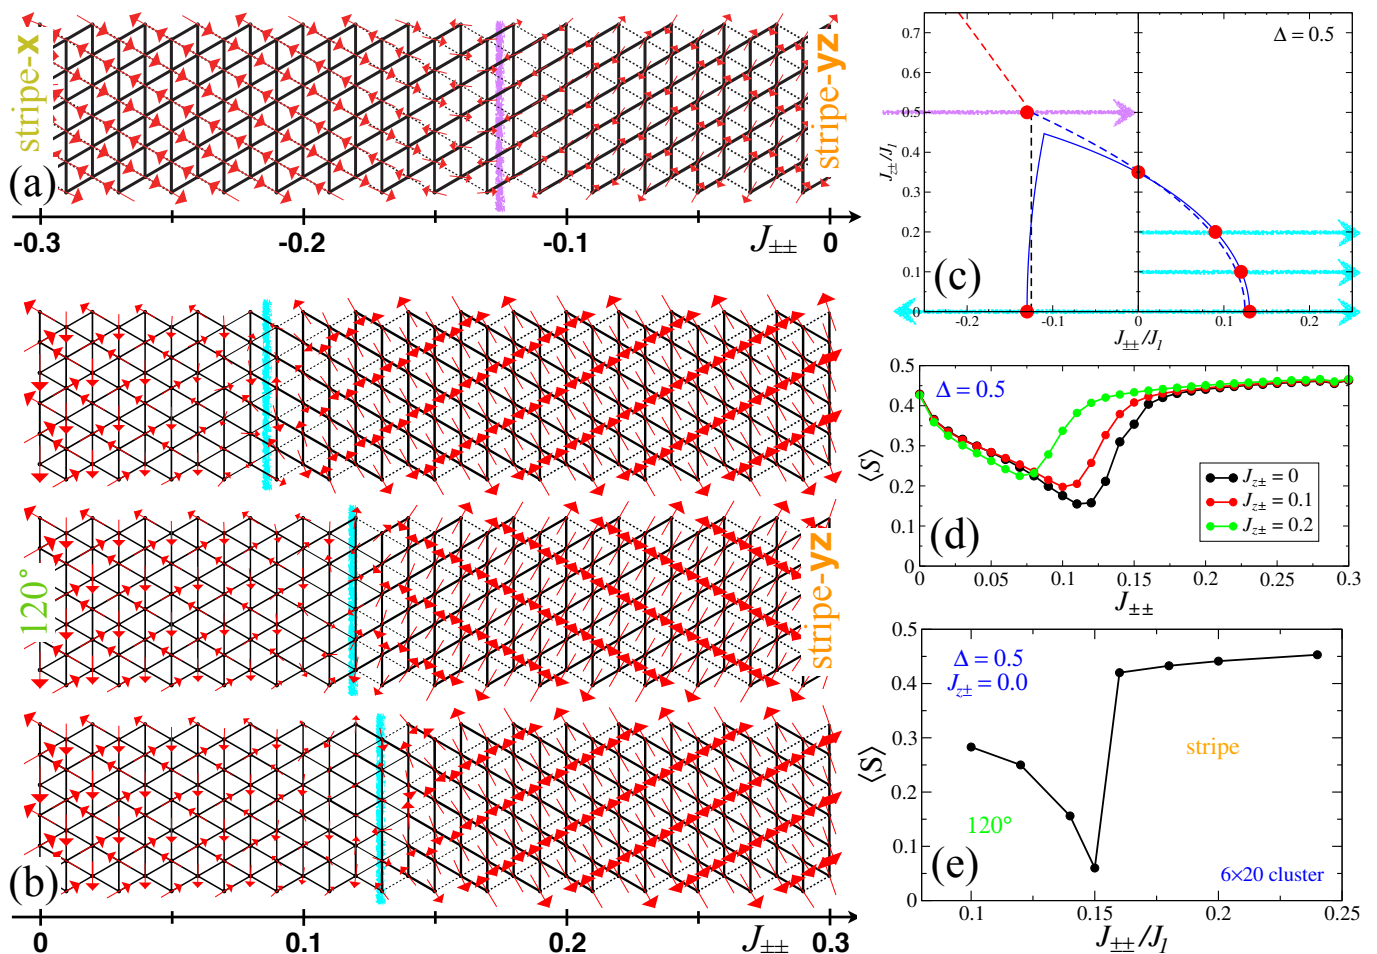 (a)
stripe-x
stripe-yz
-0.3
-0.2
-0.1
J±±
0
(b)
120°
stripe-yz
0
0.1
0.2
J±±
0.3
(c)
Δ = 0.5
Jz±/J1
0.7
0.6
0.5
0.4
0.3
0.2
0.1
0
-0.2
-0.1
0
0.1
0.2
J±±/J1
(d)
Δ = 0.5
⟨S⟩
0.5
0.4
0.3
0.2
0.1
0
Jz± = 0
Jz± = 0.1
Jz± = 0.2
0
0.05
0.1
0.15
0.2
0.25
0.3
J±±
(e)
Δ = 0.5
Jz± = 0.0
⟨S⟩
0.5
0.4
0.3
0.2
0.1
0
stripe
120°
6×20 cluster
0.1
0.15
0.2
0.25
J±±/J1